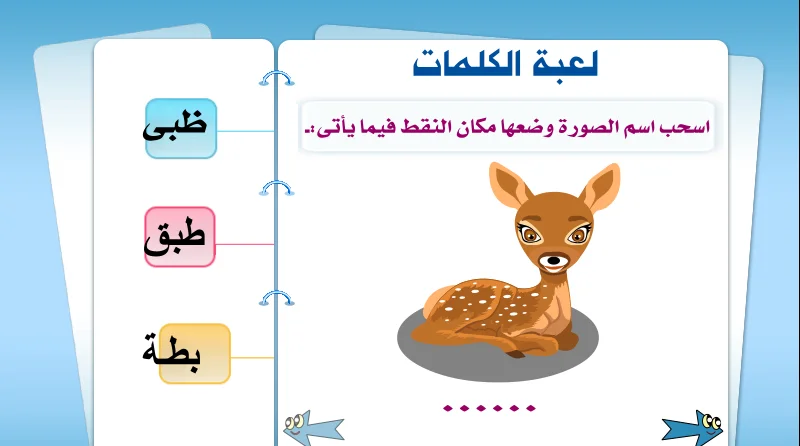 لعبة الكلمات
اسحب اسم الصورة وضعها مكان النقط فيما يأتى :ـ
ظبى
طبق
بطة